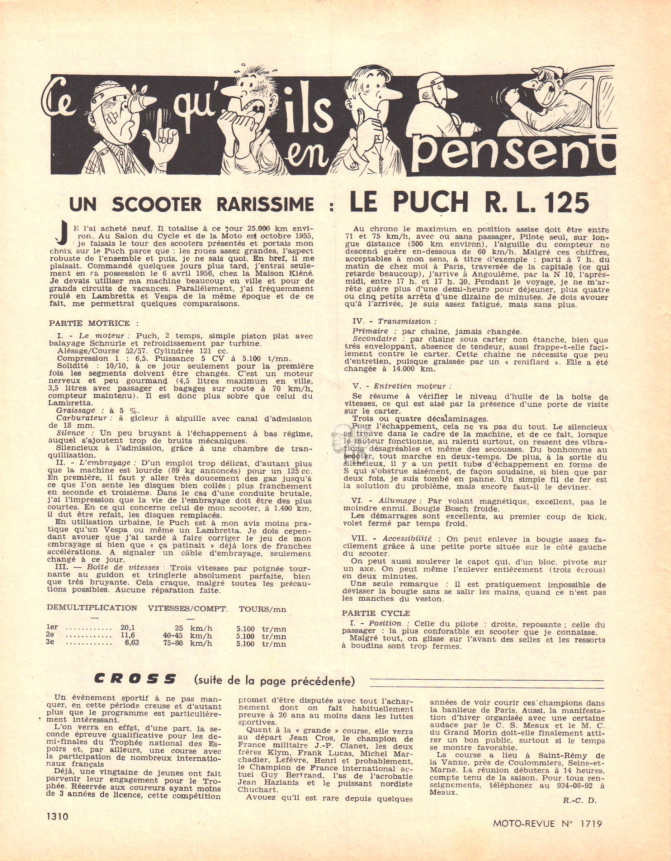 Ce qu'ils en pensent
UN SCOOTER RARISSIME : LE PUCH R. L. 125
JE l'ai acheté neuf. Il totalise à ce jour 25.000 km envi-
ron. Au Salon du Cycle et de la Moto en octobre 1955,
je faisais le tour des scooters présentés et portais mon
choix sur le Puch parce que : les roues assez grandes, l'aspect
robuste de l'ensemble et puis, je ne sais quoi. En bref, il me
plaisait. Commandé quelques jours plus tard, j'entrai seule-
ment en sa possession le 6 avril 1956, chez la Maison Kléné.
Je devais utiliser ma machine beaucoup en ville et pour de
grands circuits de vacances. Parallèlement, j'ai fréquemment
roulé en Lambretta et Vespa de la même époque et de ce
fait, me permettrai quelques comparaisons.
PARTIE MOTRICE :
I. - Le moteur : Puch, 2 temps, simple piston plat avec
balayage Schnurle et refroidissement par turbine.
Alésage/Course 52/57. Cylindrée 121 cc.
Compression 1 : 6,3. Puissance 5 CV à 5.100 t/mn.
Solidité : 10/10, à ce jour seulement pour la première
fois les segments doivent être changés. C'est un moteur
nerveux et peu gourmand (4,5 litres maximum en ville,
3,5 litres avec passager et bagages sur route à 70 km/h,
compteur maintenu). Il est donc plus sobre que celui du
Lambretta.
Graissage : à 5 %.
Carburateur : à gicleur à aiguille avec canal d'admission
de 18 mm.
Silence : Un peu bruyant à l'échappement à bas régime,
auquel s'ajoutent trop de bruits mécaniques.
Silencieux à l'admission, grâce à une chambre de tran-
quillisation.
II. - L'embrayage : D'un emploi trop délicat, d'autant plus
que la machine est lourde (89 kg annoncés) pour un 125 cc.
En première, il faut y aller très doucement des gaz jusqu'à
ce que l'on sente les disques bien collés ; plus franchement
en seconde et troisième. Dans le cas d'une conduite brutale,
j'ai l'impression que la vie de l'embrayage doit être des plus
courtes. En ce qui concerne celui de mon scooter, à 1.400 km,
il dut être refait, les disques remplacés.
En utilisation urbaine, le Puch est à mon avis moins pra-
tique qu'un Vespa ou même un Lambretta. Je dois cepen-
dant avouer que j'ai tardé à faire corriger le jeu de mon
embrayage si bien que « ça patinait » déjà lors de franches
accélérations. A signaler un câble d'embrayage, seulement
changé à ce jour.
III. — Boîte de vitesses : Trois vitesses par poignée tour-
nante au guidon et tringlerie absolument parfaite, bien
que très bruyante. Cela craque, malgré toutes les précau-
tions possibles. Aucune réparation faite.
DEMULTIPLICATION VITESSES/COMPT. TOURS/mn
1er ............ 20,1 25 km/h 5.100 tr/mn
2e ............ 11,6 40-45 km/h 5.100 tr/mn
3e ............ 6,63 75-80 km/h 5.100 tr/mn
Au chrono le maximum en position assise doit être entre
71 et 75 km/h, avec ou sans passager. Pilote seul, sur lon-
gue distance (500 km environ), l'aiguille du compteur ne
descend guère en-dessous de 60 km/h. Malgré ces chiffres,
acceptables à mon sens, à titre d'exemple : parti à 7 h. du
matin de chez moi à Paris, traversée de la capitale (ce qui
retarde beaucoup), j'arrive à Angoulême, par la N 10, l'après-
midi, entre 17 h. et 17 h. 30. Pendant le voyage, je ne m'ar-
rête guère plus d'une demi-heure pour déjeuner, plus quatre
ou cinq petits arrêts d'une dizaine de minutes. Je dois avouer
qu'à l'arrivée, je suis assez fatigué, mais sans plus.
IV. - Transmission :
Primaire : par chaîne, jamais changée.
Secondaire : par chaîne sous carter non étanche, bien que
très enveloppant, absence de tendeur, aussi frappe-t-elle faci-
lement contre le carter. Cette chaîne ne nécessite que peu
d'entretien, puisque graissée par un « reniflard ». Elle a été
changée à 14.000 km.
V. - Entretien moteur :
Se résume à vérifier le niveau d'huile de la boîte de
vitesses, ce qui est aisé par la présence d'une porte de visite
sur le carter.
Trois ou quatre décalaminages.
Pour l'échappement, cela ne va pas du tout. Le silencieux
se trouve dans le cadre de la machine, et de ce fait, lorsque
le moteur fonctionne, au ralenti surtout, on ressent des vibra-
tions désagréables et même des secousses. Du bonhomme au
scooter, tout marche en deux-temps. De plus, à la sortie du
silencieux, il y a un petit tube d'échappement en forme de
S qui s'obstrue aisément, de façon soudaine, si bien que par
deux fois, je suis tombé en panne. Un simple fil de fer est
la solution du problème, mais encore faut-il le deviner.
VI. - Allumage : Par volant magnétique, excellent, pas le
moindre ennui. Bougie Bosch froide.
Les démarrages sont excellents, au premier coup de kick,
volet fermé par temps froid.
VII. - Accessibilité : On peut enlever la bougie assez fa-
cilement grâce à une petite porte située sur le côté gauche
du scooter.
On peut aussi soulever le capot qui, d'un bloc, pivote sur
un axe. On peut même l'enlever entièrement (trois écrous)
en deux minutes.
Une seule remarque : il est pratiquement impossible de
dévisser la bougie sans se salir les mains, quand ce n'est pas
les manches du veston.
PARTIE CYCLE
I. - Position : Celle du pilote : droite, reposante ; celle du
passager : la plus confortable en scooter que je connaisse.
Malgré tout, on glisse sur l'avant des selles et les ressorts
à boudins sont trop fermes.
CROSS (suite de la page précédente)
Un événement sportif à ne pas man-
quer, en cette période creuse et d'autant
plus que le programme est particulière-
ment intéressant.
L'on verra en effet, d'une part, la se-
conde épreuve qualificative pour les de-
mi-finales du Trophée national des Es-
poirs et, par ailleurs, une course avec
la participation de nombreux internatio-
naux français
Déjà, une vingtaine de jeunes ont fait
parvenir leur engagement pour le Tro-
phée. Réservée aux coureurs ayant moins
de 3 années de licence, cette compétition
promet d'être disputée avec tout l'achar-
nement dont on fait habituellement
preuve à 20 ans au moins dans les luttes
sportives.
Quant à la « grande » course, elle verra
au départ Jean Cros, le champion de
France militaire J.-P. Clanet, les deux
frères Klym, Frank Lucas, Michel Mar-
chadier, Lefèvre, Henri et probablement,
le Champion de France international ac-
tuel Guy Bertrand, l'as de l'acrobatie
Jean Hazianis et le puissant nordiste
Chuchart.
Avouez qu'il est rare depuis quelques
années de voir courir ces champions dans
la banlieue de Paris. Aussi, la manifesta-
tion d'hiver organisée avec une certaine
audace par le C. S. Meaux et le M. C.
du Grand Morin doit-elle finalement atti-
rer un bon public, surtout si le temps
se montre favorable.
La course a lieu à Saint-Rémy de
la Vanne, près de Coulommiers, Seine-et-
Marne. La réunion débutera à 14 heures,
compte tenu de la saison. Pour tous ren-
seignements, téléphonez au 934-08-92 à
Meaux.
R.-C. D.
1310
MOTO-REVUE N° 1719